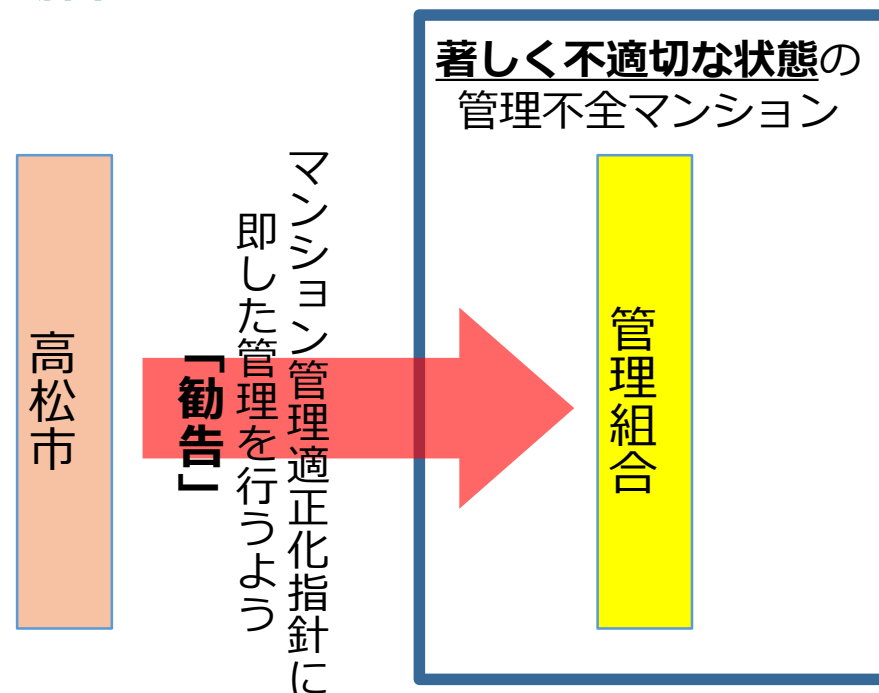 著しく不適切な状態の
管理不全マンション
高松市
マンション管理適正化指針に
即した管理を行うよう
「勧告」
管理組合